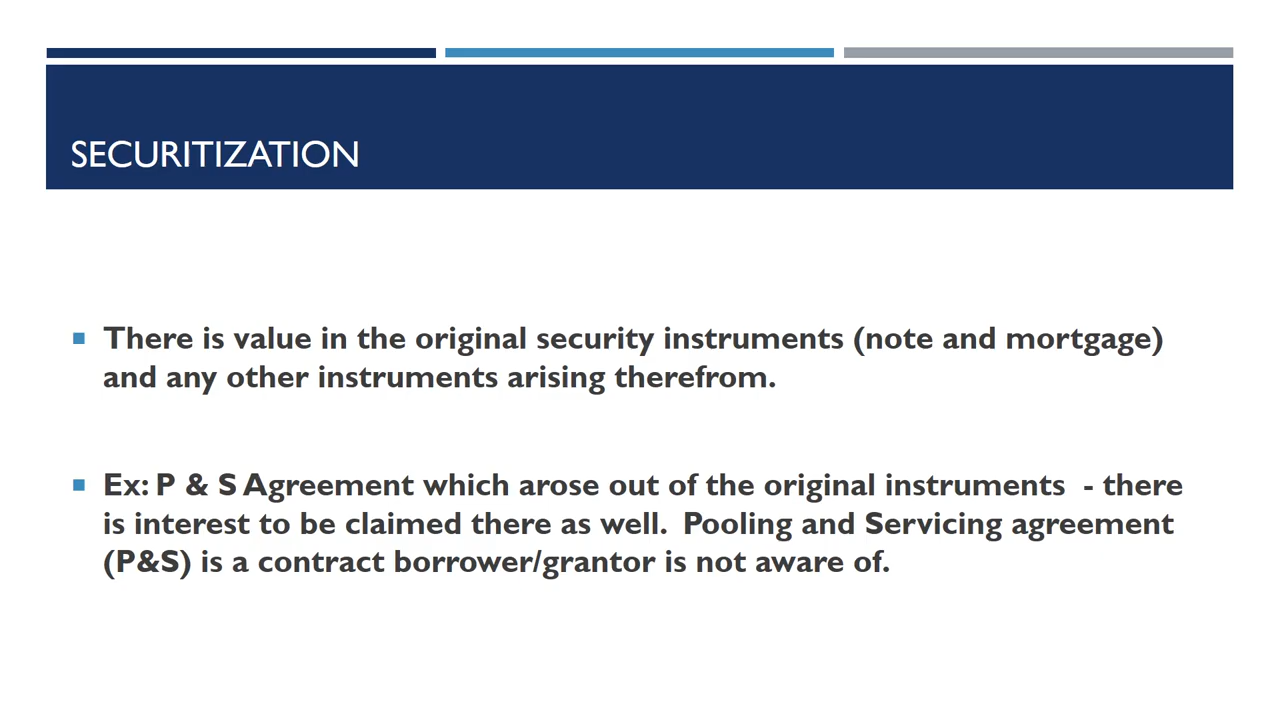 SECURITIZATION
There is value in the original security instruments (note and mortgage)
and any other instruments arising therefrom.
Ex: P & S Agreement which arose out of the original instruments  - there
is interest to be claimed there as well.  Pooling and Servicing agreement
(P&S) is a contract borrower/grantor is not aware of.